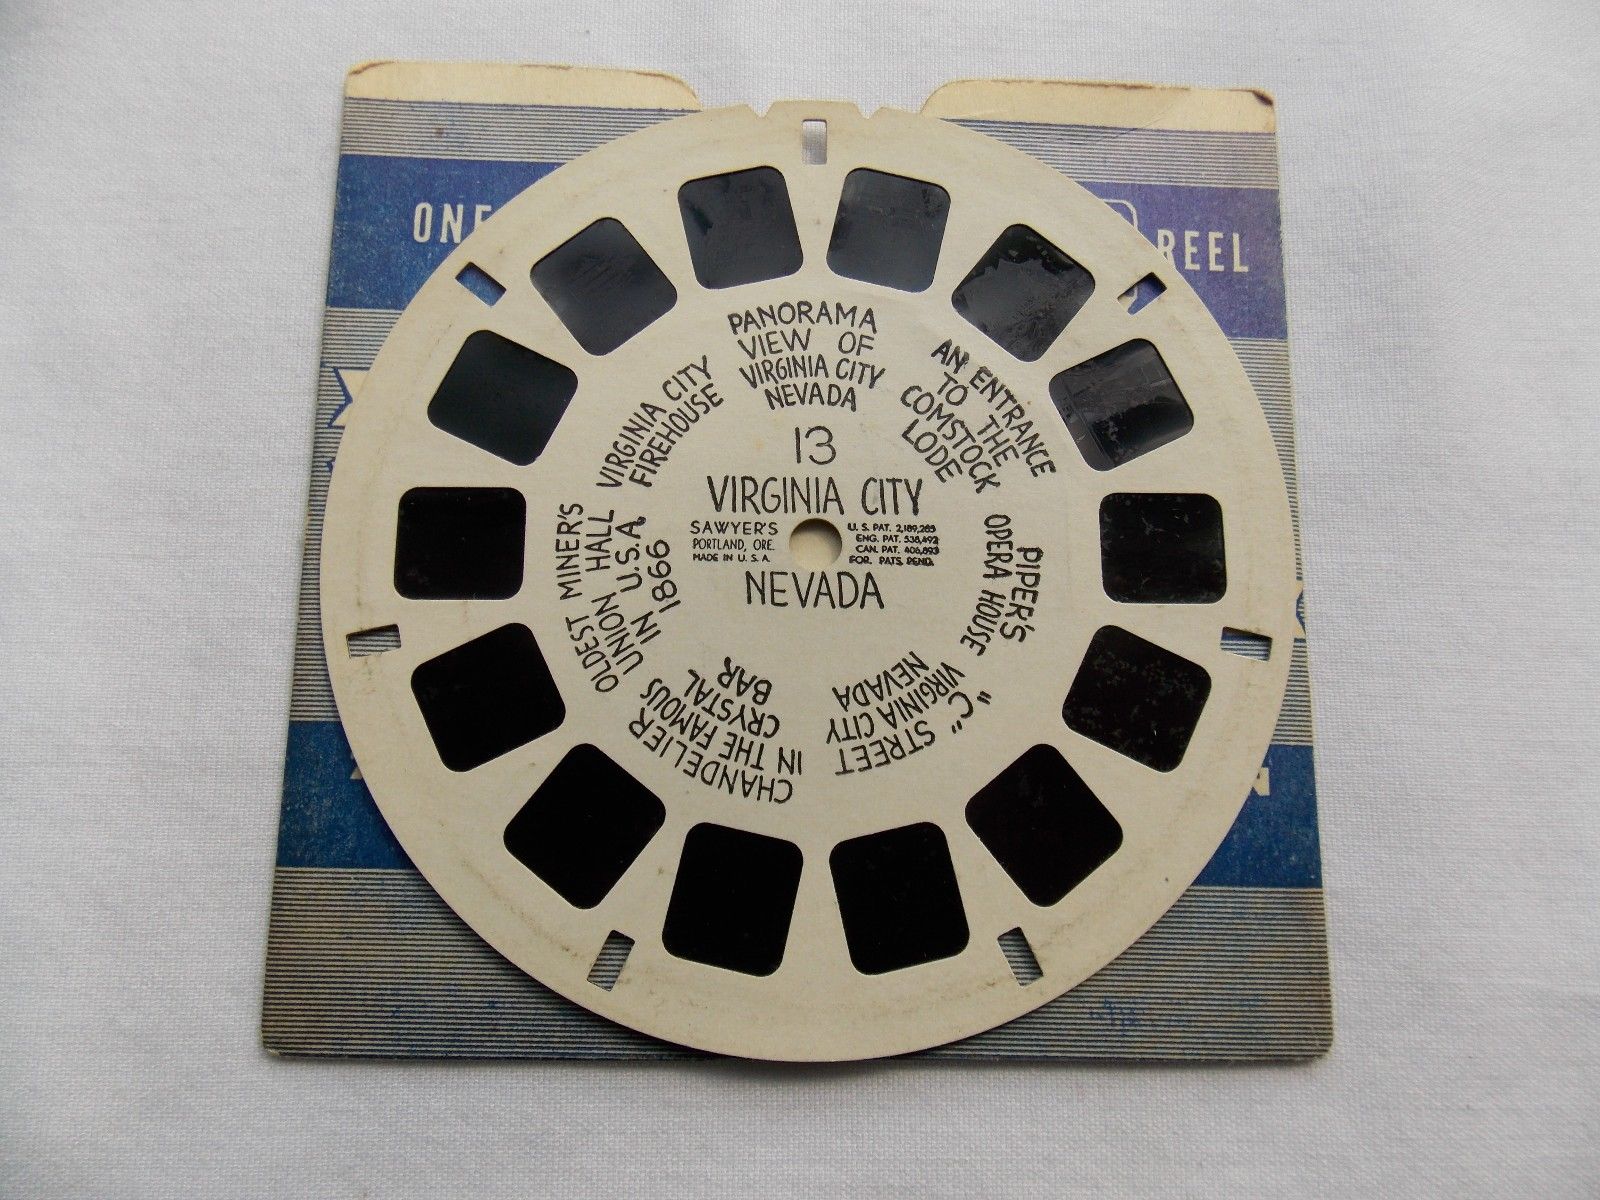 ONE
REEL
PANORAMA
VIEW OF
VIRGINIA CITY
NEVADA
AN ENTRANCE
TO THE
COMSTOCK
LODE
PIPER'S
OPERA HOUSE
"C" STREET
VIRGINIA CITY
NEVADA
CHANDELIER
IN THE FAMOUS
CRYSTAL
BAR
OLDEST MINER'S
UNION HALL
IN U.S.A.
1866
VIRGINIA CITY
FIREHOUSE
13
VIRGINIA CITY
SAWYER'S
PORTLAND, ORE.
MADE IN U.S.A.
U.S. PAT. 2,189,285
ENG. PAT. 538,492
CAN. PAT. 406,893
FOR. PATS. PEND.
NEVADA